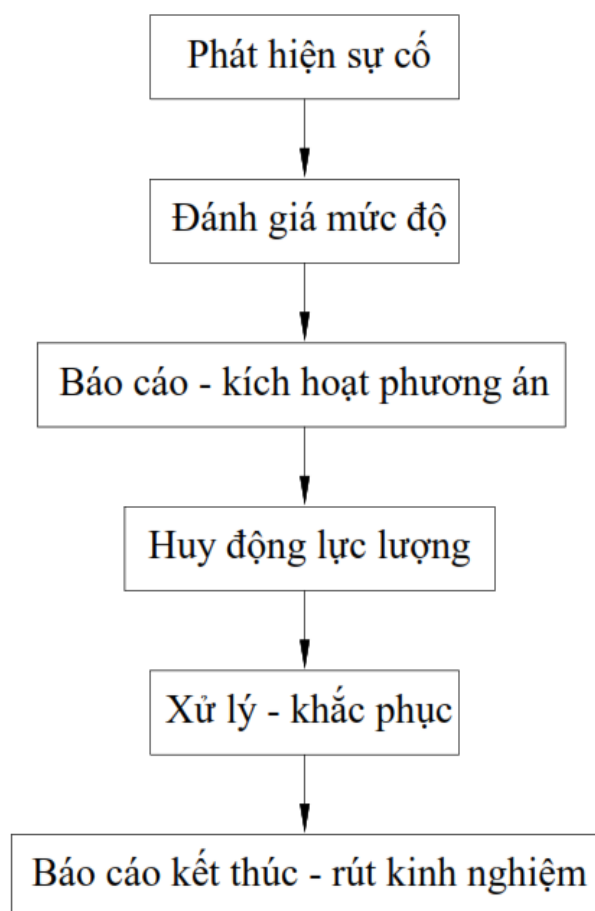 Phát hiện sự cố
Đánh giá mức độ
Báo cáo - kích hoạt phương án
Huy động lực lượng
Xử lý - khắc phục
Báo cáo kết thúc - rút kinh nghiệm